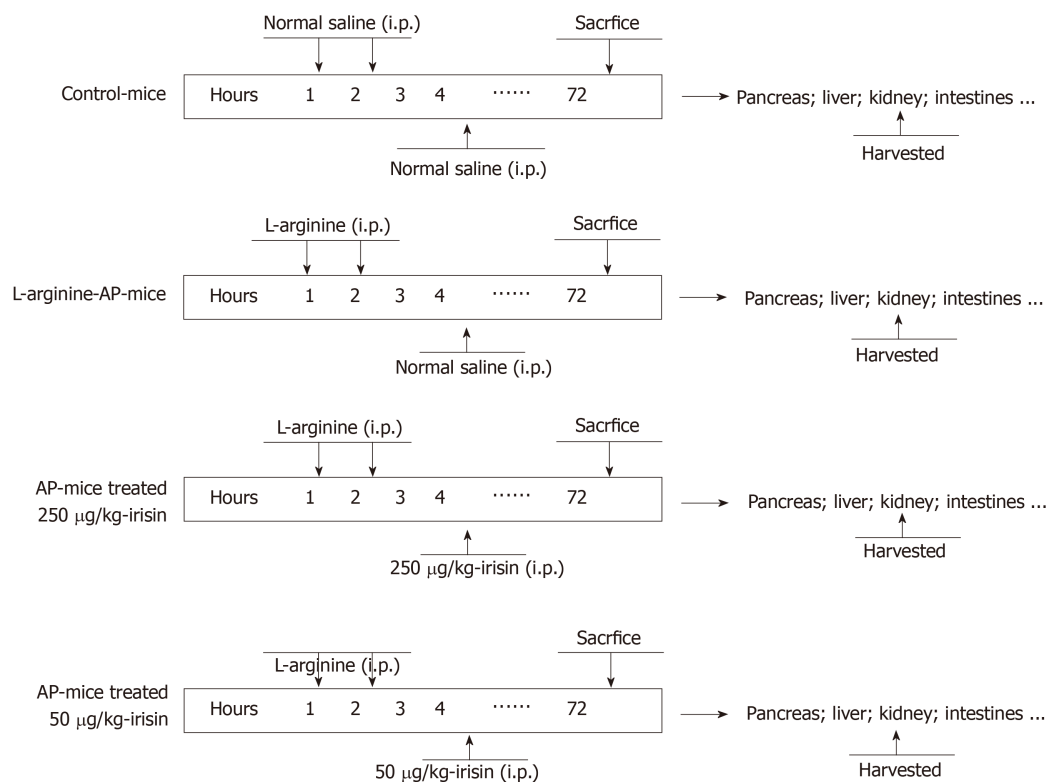 Normal saline (i.p.)
Sacrfice
Control-mice
Hours 1 2 3 4 ······ 72
Pancreas; liver; kidney; intestines ...
Harvested
Normal saline (i.p.)
L-arginine (i.p.)
Sacrfice
L-arginine-AP-mice
Hours 1 2 3 4 ······ 72
Pancreas; liver; kidney; intestines ...
Harvested
Normal saline (i.p.)
L-arginine (i.p.)
Sacrfice
AP-mice treated
250 μg/kg-irisin
Hours 1 2 3 4 ······ 72
Pancreas; liver; kidney; intestines ...
Harvested
250 μg/kg-irisin (i.p.)
Sacrfice
L-arginine (i.p.)
AP-mice treated
50 μg/kg-irisin
Hours 1 2 3 4 ······ 72
Pancreas; liver; kidney; intestines ...
Harvested
50 μg/kg-irisin (i.p.)